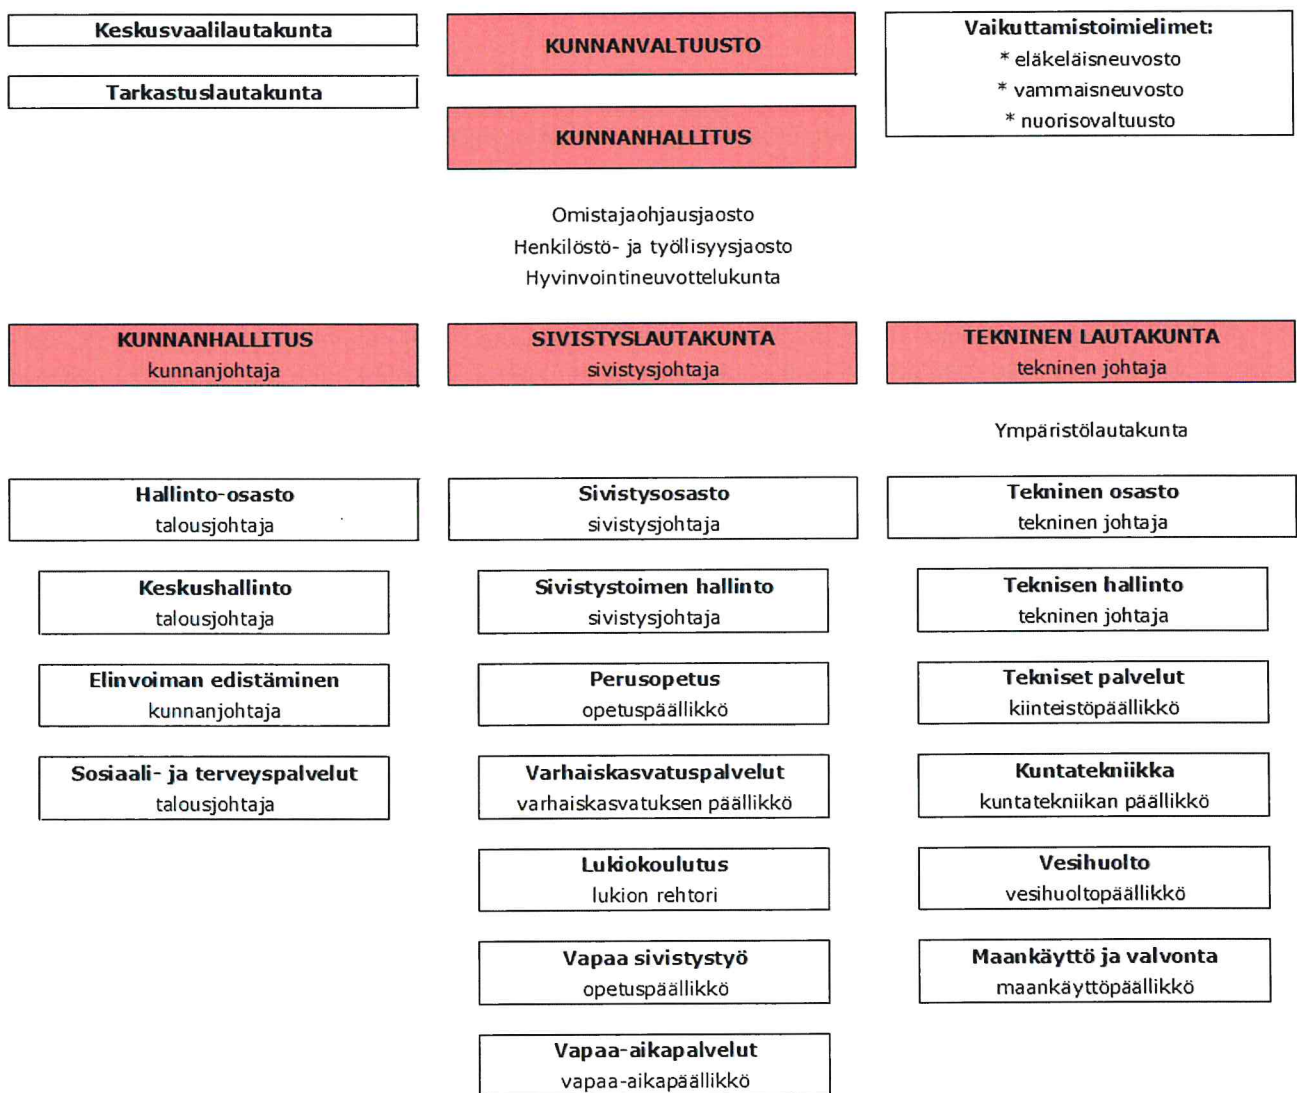 Keskusvaalilautakunta
Tarkastuslautakunta
KUNNANVALTUUSTO
KUNNANHALLITUS
Vaikuttamistoimielimet:
* eläkeläisneuvosto
* vammaisneuvosto
* nuorisovaltuusto
Omistajaohjausjaosto
Henkilöstö- ja työllisyysjaosto
Hyvinvointineuvottelukunta
KUNNANHALLITUS
kunnanjohtaja
SIVISTYSLAUTAKUNTA
sivistysjohtaja
TEKNINEN LAUTAKUNTA
tekninen johtaja
Ympäristölautakunta
Hallinto-osasto
talousjohtaja
Keskushallinto
talousjohtaja
Elinvoiman edistäminen
kunnanjohtaja
Sosiaali- ja terveyspalvelut
talousjohtaja
Sivistysosasto
sivistysjohtaja
Sivistystoimen hallinto
sivistysjohtaja
Perusopetus
opetuspäällikkö
Varhaiskasvatuspalvelut
varhaiskasvatuksen päällikkö
Lukiokoulutus
lukion rehtori
Vapaa sivistystyö
opetuspäällikkö
Vapaa-aikapalvelut
vapaa-aikapäällikkö
Tekninen osasto
tekninen johtaja
Teknisen hallinto
tekninen johtaja
Tekniset palvelut
kiinteistöpäällikkö
Kuntatekniikka
kuntatekniikan päällikkö
Vesihuolto
vesihuoltopäällikkö
Maankäyttö ja valvonta
maankäyttöpäällikkö